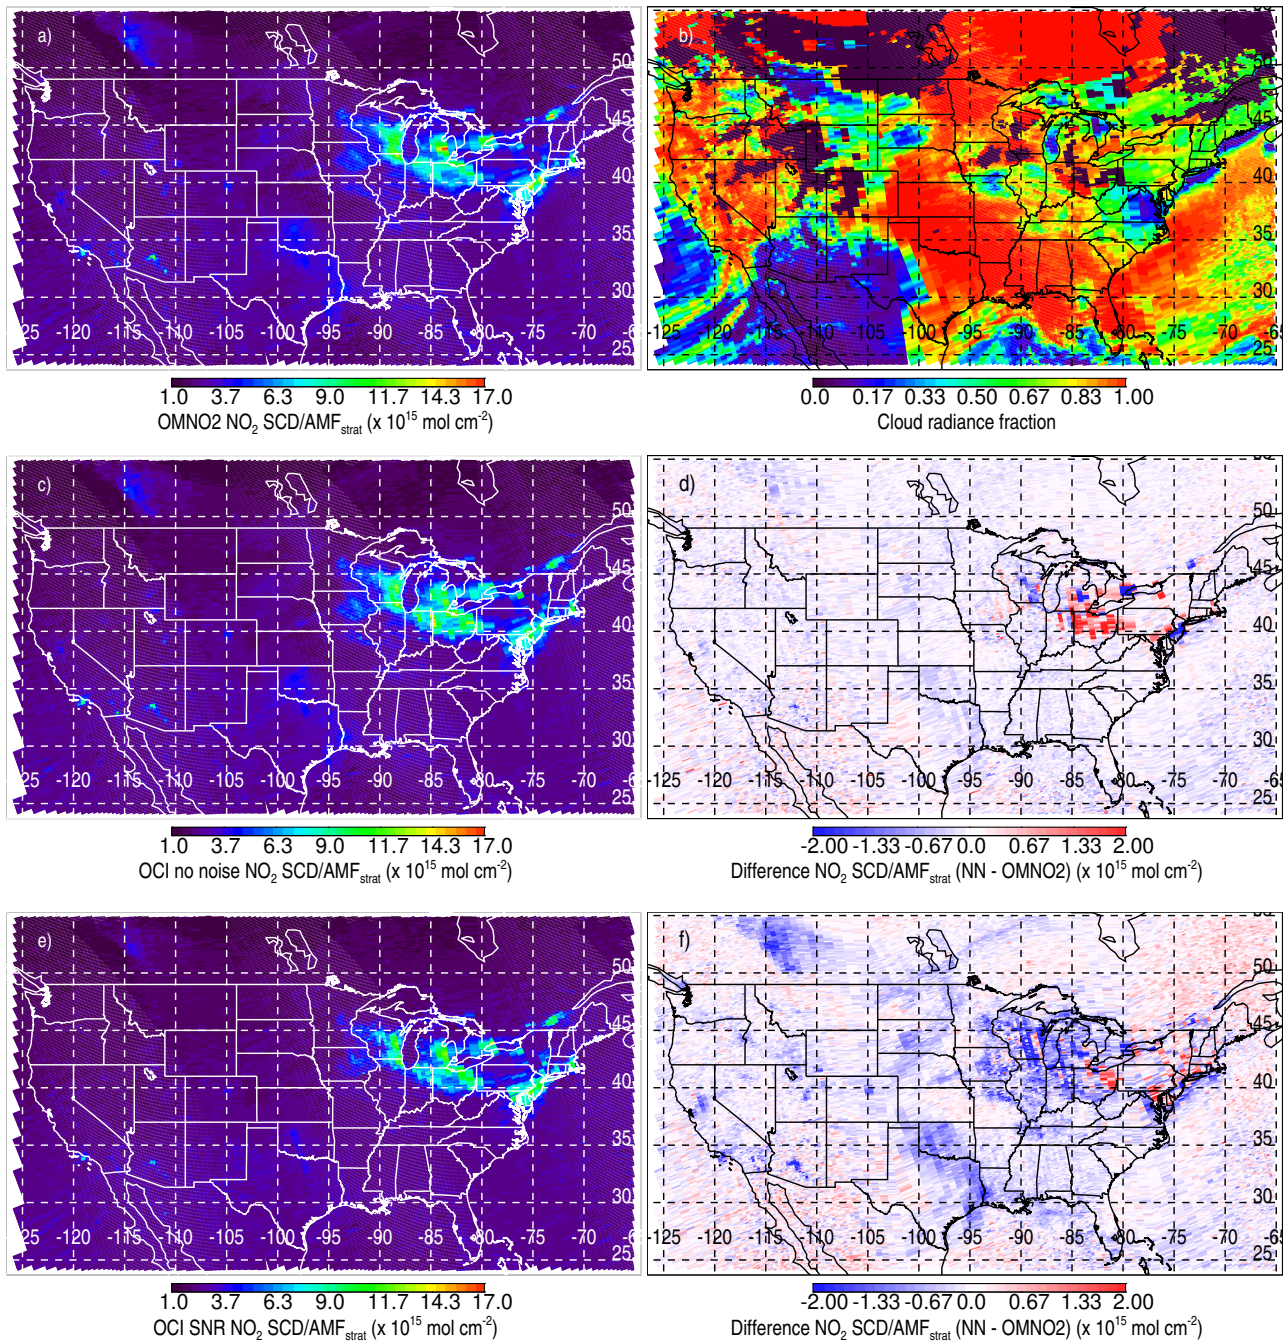 a)
50
45
40
35
30
25
-125 -120 -115 -110 -105 -100 -95 -90 -85 -80 -75 -70 -65
1.0 3.7 6.3 9.0 11.7 14.3 17.0
OMNO2 NO2 SCD/AMFstrat (x 10^15 mol cm^-2)
b)
50
45
40
35
30
25
-125 -120 -115 -110 -105 -100 -95 -90 -85 -80 -75 -70 -65
0.0 0.17 0.33 0.50 0.67 0.83 1.00
Cloud radiance fraction
c)
50
45
40
35
30
25
-125 -120 -115 -110 -105 -100 -95 -90 -85 -80 -75 -70 -65
1.0 3.7 6.3 9.0 11.7 14.3 17.0
OCI no noise NO2 SCD/AMFstrat (x 10^15 mol cm^-2)
d)
50
45
40
35
30
25
-125 -120 -115 -110 -105 -100 -95 -90 -85 -80 -75 -70 -65
-2.00 -1.33 -0.67 0.0 0.67 1.33 2.00
Difference NO2 SCD/AMFstrat (NN - OMNO2) (x 10^15 mol cm^-2)
e)
50
45
40
35
30
25
-125 -120 -115 -110 -105 -100 -95 -90 -85 -80 -75 -70 -65
1.0 3.7 6.3 9.0 11.7 14.3 17.0
OCI SNR NO2 SCD/AMFstrat (x 10^15 mol cm^-2)
f)
50
45
40
35
30
25
-125 -120 -115 -110 -105 -100 -95 -90 -85 -80 -75 -70 -65
-2.00 -1.33 -0.67 0.0 0.67 1.33 2.00
Difference NO2 SCD/AMFstrat (NN - OMNO2) (x 10^15 mol cm^-2)